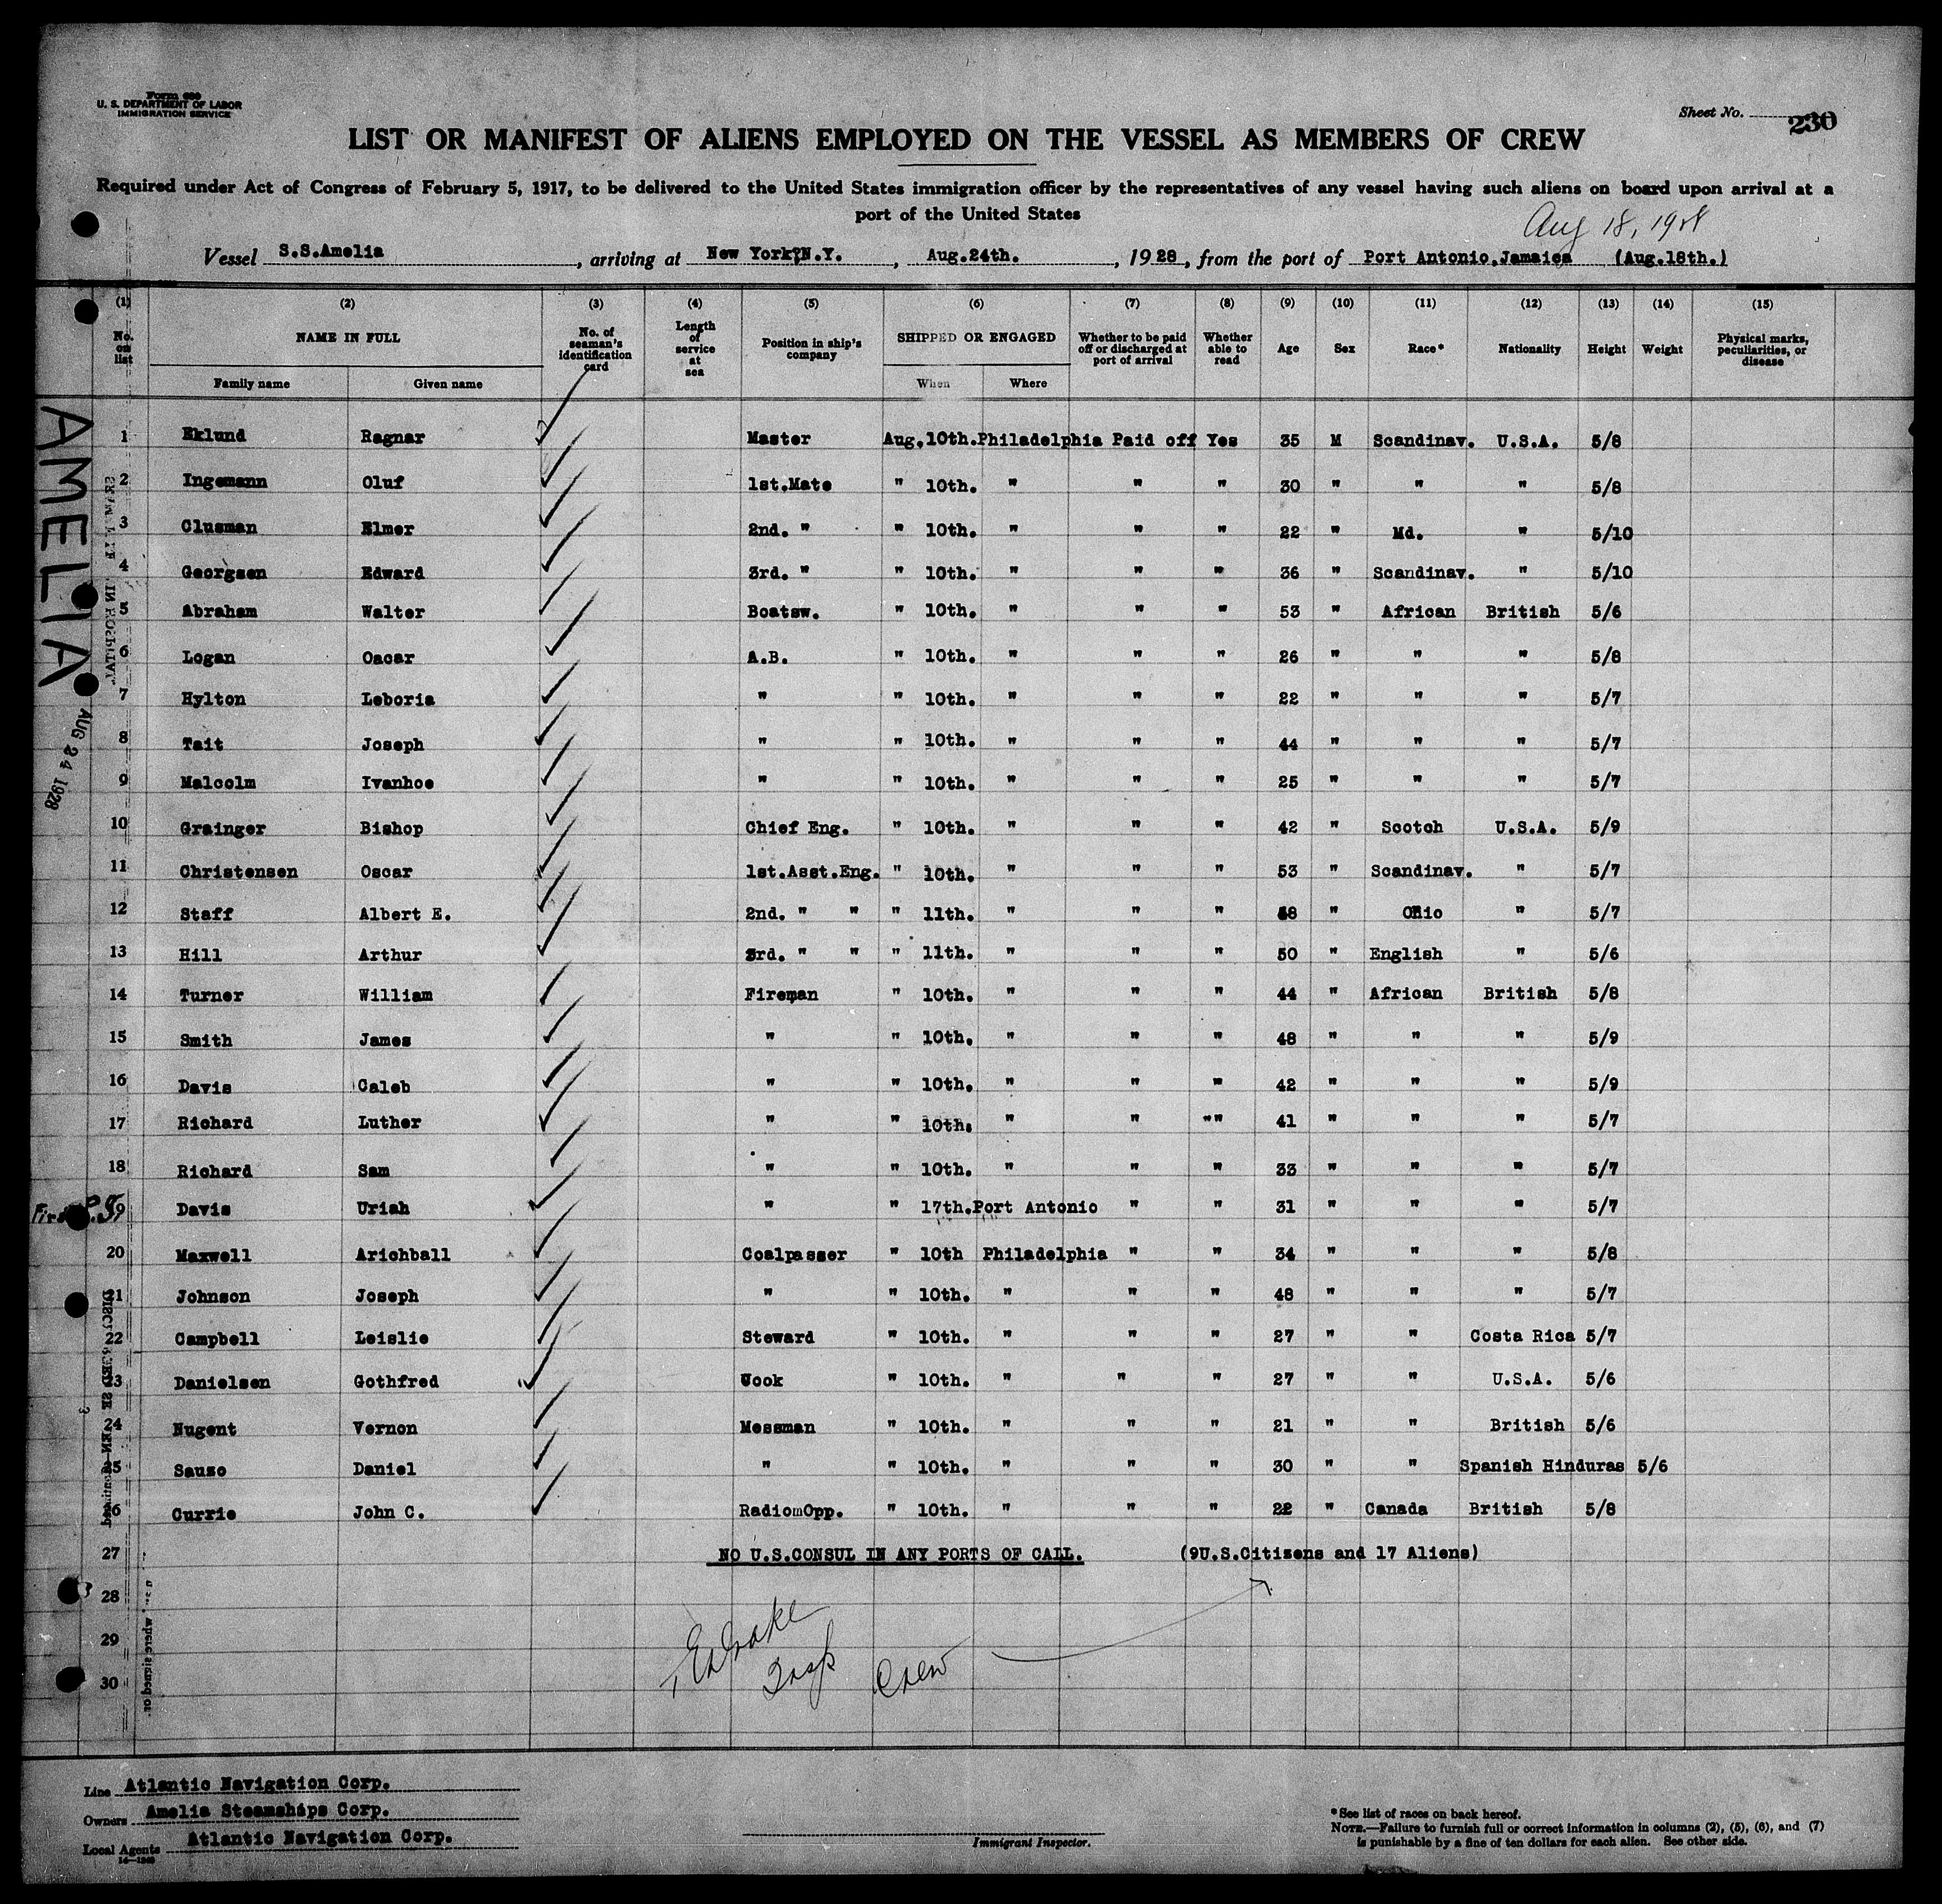 Form 689
U. S. DEPARTMENT OF LABOR
IMMIGRATION SERVICE
Sheet No. 230
LIST OR MANIFEST OF ALIENS EMPLOYED ON THE VESSEL AS MEMBERS OF CREW
Required under Act of Congress of February 5, 1917, to be delivered to the United States immigration officer by the representatives of any vessel having such aliens on board upon arrival at a
port of the United States
Aug 18, 1928
Vessel S.S.Amelia, arriving at New York,N.Y., Aug.24th., 1928, from the port of Port Antonio,Jamaica (Aug.18th.)
(1) (2) (3) (4) (5) (6) (7) (8) (9) (10) (11) (12) (13) (14) (15)
No. on list NAME IN FULL No. of seaman's identification card Length of service at sea Position in ship's company SHIPPED OR ENGAGED Whether to be paid off or discharged at port of arrival Whether able to read Age Sex Race* Nationality Height Weight Physical marks, peculiarities, or disease
Family name Given name When Where
1 Eklund Ragnar Master Aug.10th. Philadelphia Paid off Yes 35 M Scandinav. U.S.A. 5/8
2 Ingemann Oluf 1st.Mate " 10th. " " " 30 " " " 5/8
3 Clusman Elmer 2nd. " " 10th. " " " 22 " Md. " 5/10
4 Georgsen Edward 3rd. " " 10th. " " " 36 " Scandinav. " 5/10
5 Abraham Walter Boatsw. " 10th. " " " 53 " African British 5/6
6 Logan Oacar A.B. " 10th. " " " 26 " " " 5/8
7 Hylton Leboria " " 10th. " " " 22 " " " 5/7
8 Tait Joseph " " 10th. " " " 44 " " " 5/7
9 Malcolm Ivanhoe " " 10th. " " " 25 " " " 5/7
10 Grainger Bishop Chief Eng. " 10th. " " " 42 " Scotch U.S.A. 5/9
11 Christensen Oscar 1st.Asst.Eng. " 10th. " " " 53 " Scandinav. " 5/7
12 Staff Albert E. 2nd. " " " 11th. " " " 48 " Ohio " 5/7
13 Hill Arthur 3rd. " " " 11th. " " " 50 " English " 5/6
14 Turner William Fireman " 10th. " " " 44 " African British 5/8
15 Smith James " " 10th. " " " 48 " " " 5/9
16 Davis Caleb " " 10th. " " " 42 " " " 5/9
17 Richard Luther " " 10th. " " "" 41 " " " 5/7
18 Richard Sam " " 10th. " " " 33 " " " 5/7
19 Davis Uriah " " 17th. Port Antonio " " 31 " " " 5/7
20 Maxwell Arichball Coalpasser " 10th Philadelphia " " 34 " " " 5/8
21 Johnson Joseph " " 10th. " " " 48 " " " 5/7
22 Campbell Leislie Steward " 10th. " " " 27 " " Costa Rica 5/7
23 Danielsen Gothfred Cook " 10th. " " " 27 " " U.S.A. 5/6
24 Nugent Vernon Messman " 10th. " " " 21 " " British 5/6
25 Sauso Daniel " " 10th. " " " 30 " " Spanish Hinduras 5/6
26 Currie John C. RadiomOpp. " 10th. " " " 22 " Canada British 5/8
27 NO U.S.CONSUL IN ANY PORTS OF CALL. (9U.S.Citizens and 17 Aliens)
28
29
30
Insp Crew
AMELIA
AUG 24 1928
First
Line Atlantic Navigation Corp.
Owners Amelia Steamships Corp.
Local Agents Atlantic Navigation Corp.
Immigrant Inspector.
*See list of races on back hereof.
NOTE.—Failure to furnish full or correct information in columns (2), (5), (6), and (7)
is punishable by a fine of ten dollars for each alien. See other side.